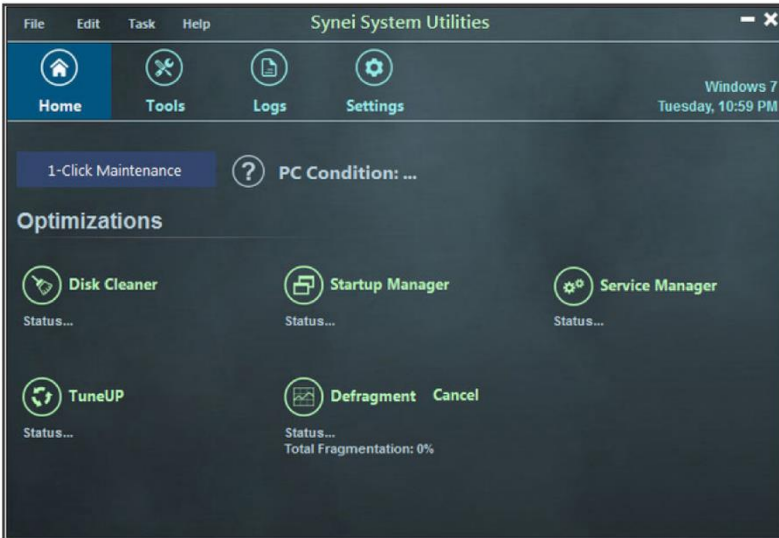 File Edit Task Help Synei System Utilities
Home Tools Logs Settings
Windows 7
Tuesday, 10:59 PM
1-Click Maintenance ? PC Condition: ...
Optimizations
Disk Cleaner Startup Manager Service Manager
Status... Status... Status...
TuneUP Defragment Cancel
Status... Status...
Total Fragmentation: 0%